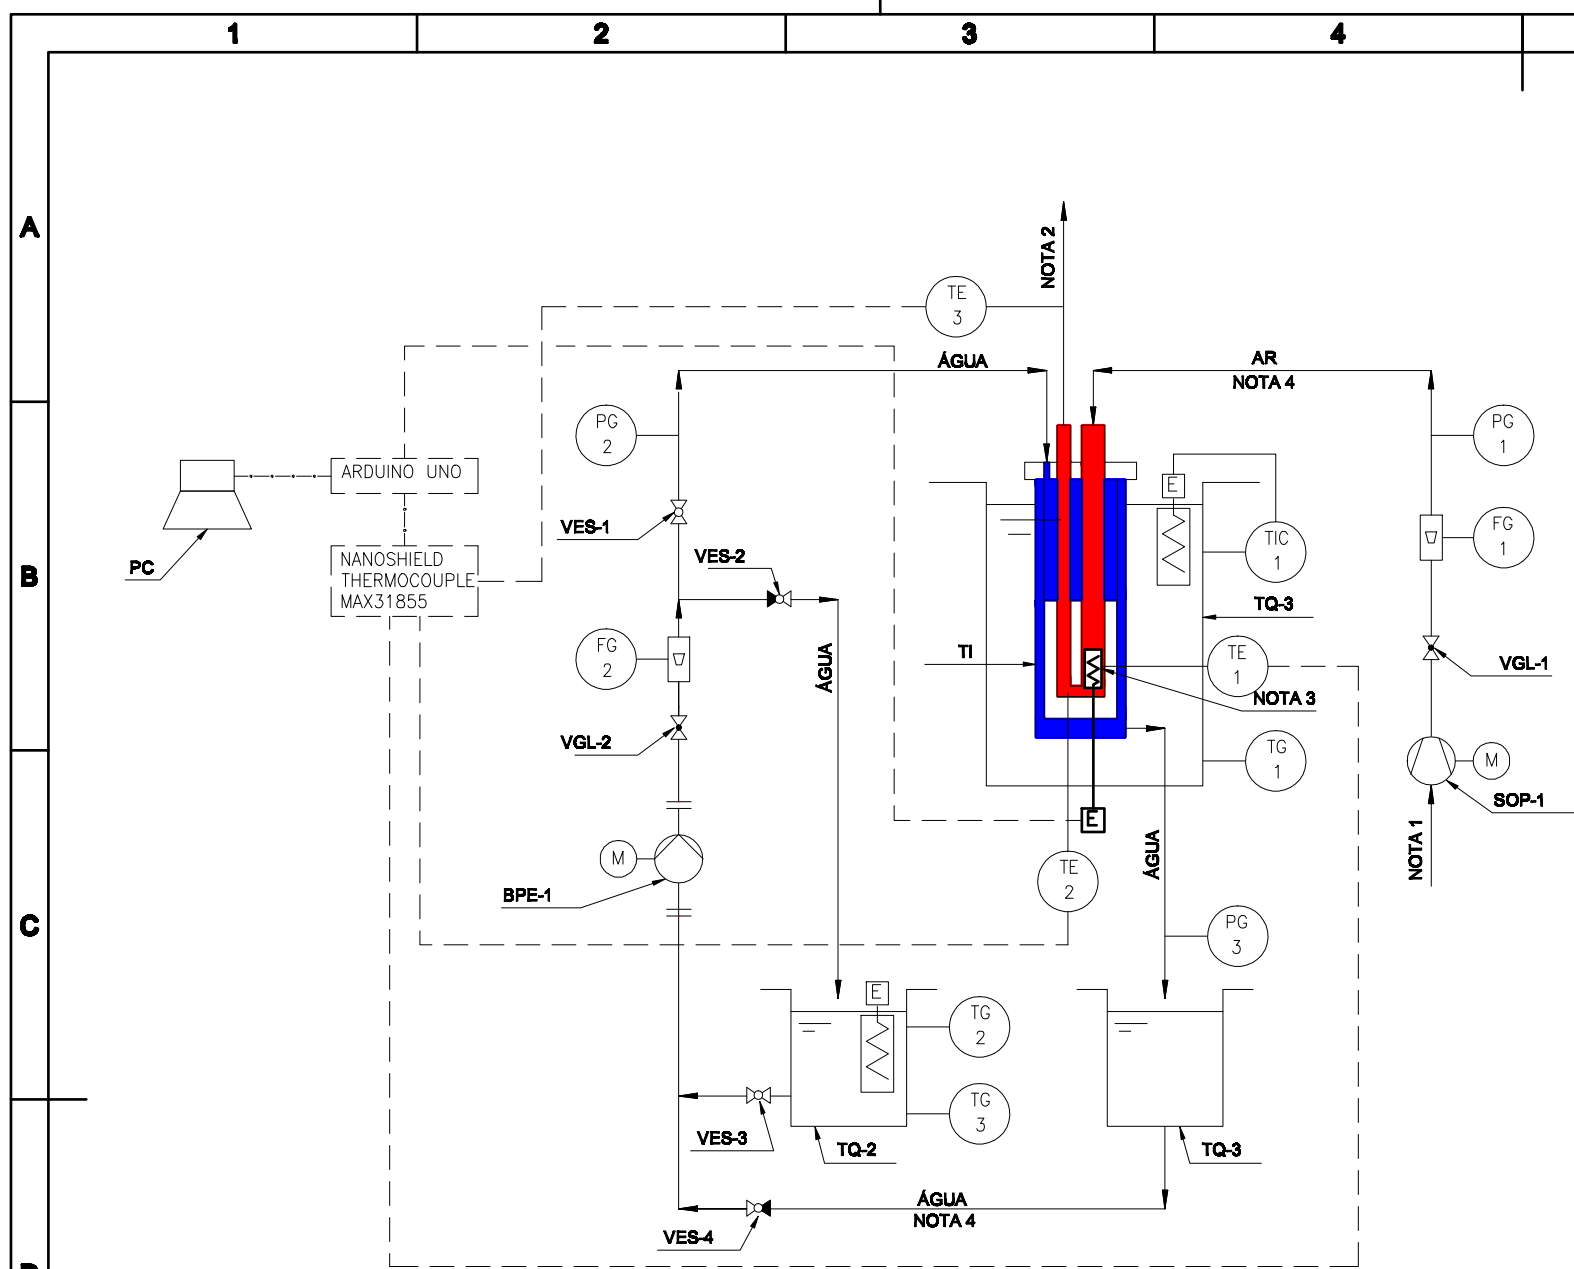 1
2
3
4
A
NOTA 2
TE
3
ÁGUA
AR
NOTA 4
PG
2
PG
1
ARDUINO UNO
E
VES-1
FG
1
TIC
1
PC
NANOSHIELD
THERMOCOUPLE
MAX31855
VES-2
B
TQ-3
FG
2
ÁGUA
TI
TE
1
VGL-1
NOTA 3
VGL-2
TG
1
M
SOP-1
E
NOTA 1
M
ÁGUA
BPE-1
TE
2
C
PG
3
E
TG
2
TG
3
VES-3
TQ-2
TQ-3
ÁGUA
NOTA 4
VES-4